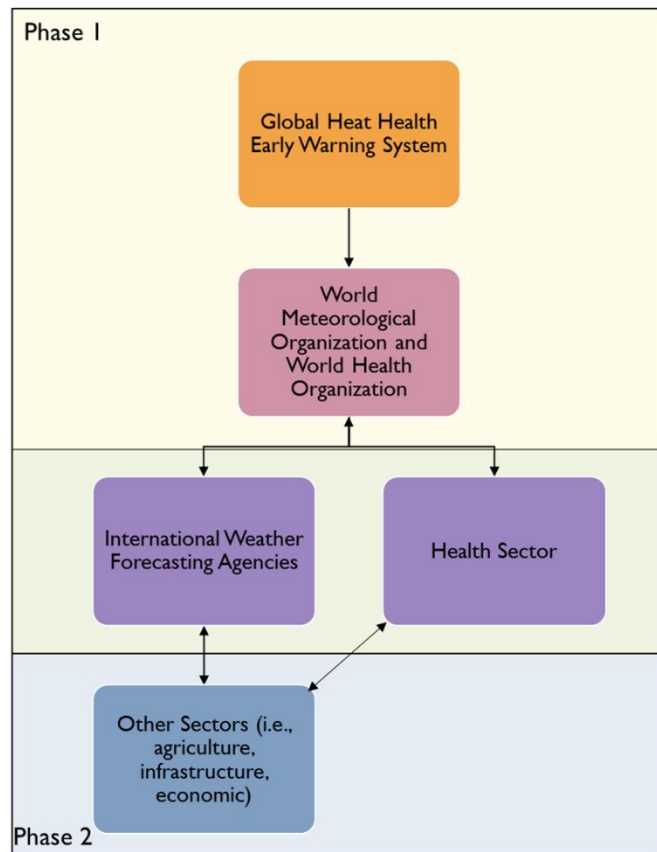 Phase 1
Global Heat Health
Early Warning System
World
Meteorological
Organization and
World Health
Organization
International Weather
Forecasting Agencies
Health Sector
Other Sectors (i.e.,
agriculture,
infrastructure,
economic)
Phase 2